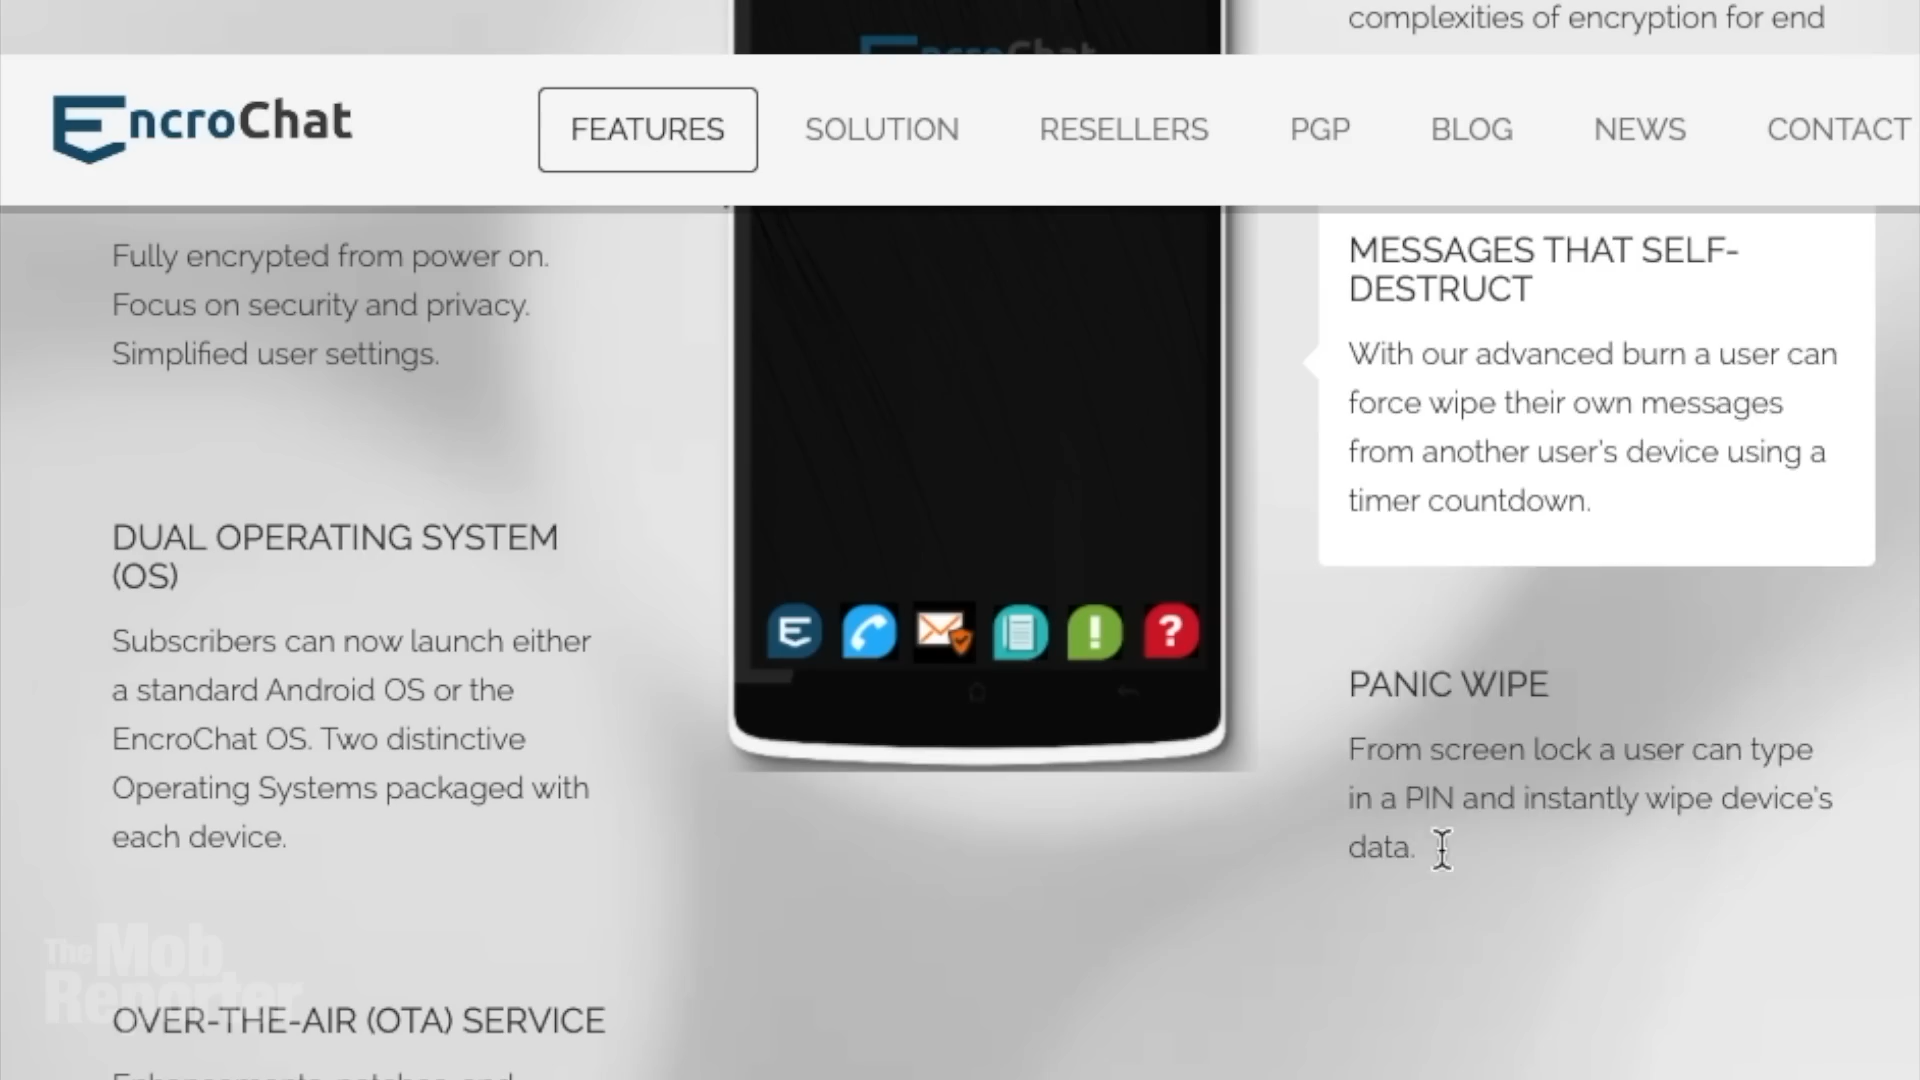 complexities of encryption for end
EncroChat
EncroChat
FEATURES
SOLUTION
RESELLERS
PGP
BLOG
NEWS
CONTACT
Fully encrypted from power on.
Focus on security and privacy.
Simplified user settings.
DUAL OPERATING SYSTEM
(OS)
Subscribers can now launch either
a standard Android OS or the
EncroChat OS. Two distinctive
Operating Systems packaged with
each device.
OVER-THE-AIR (OTA) SERVICE
MESSAGES THAT SELF-
DESTRUCT
With our advanced burn a user can
force wipe their own messages
from another user's device using a
timer countdown.
PANIC WIPE
From screen lock a user can type
in a PIN and instantly wipe device's
data.
The Mob
Reporter